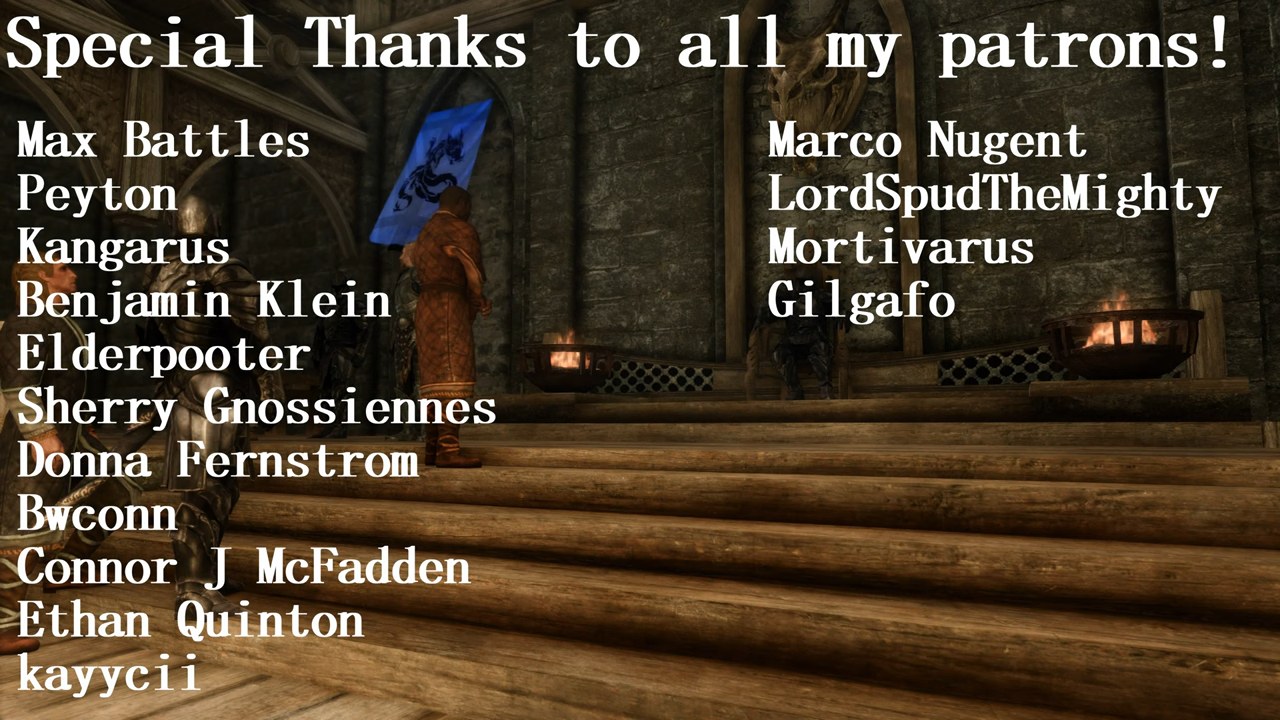 Special Thanks to all my patrons!
Max Battles
Peyton
Kangarus
Benjamin Klein
Elderpooter
Sherry Gnossiennes
Donna Fernstrom
Bwconn
Connor J McFadden
Ethan Quinton
kayycii
Marco Nugent
LordSpudTheMighty
Mortivarus
Gilgafo